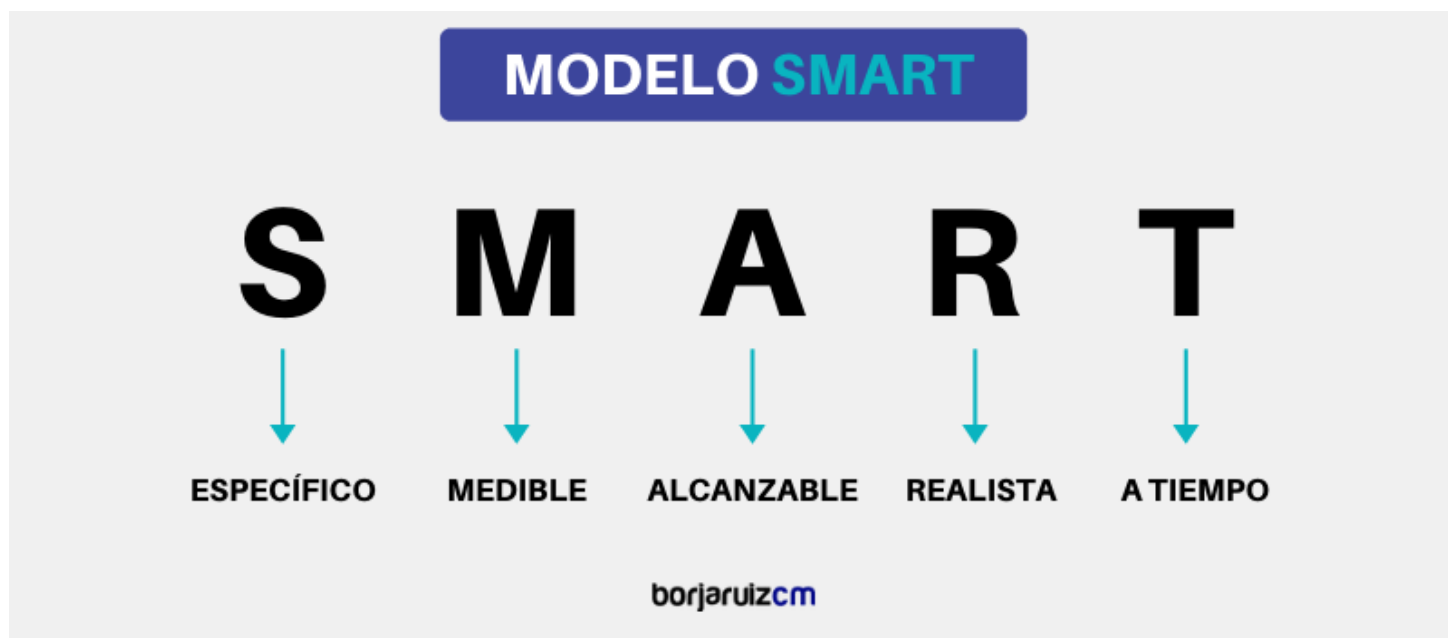 MODELO SMART
S M A R T
ESPECÍFICO MEDIBLE ALCANZABLE REALISTA A TIEMPO
borjaruizcm